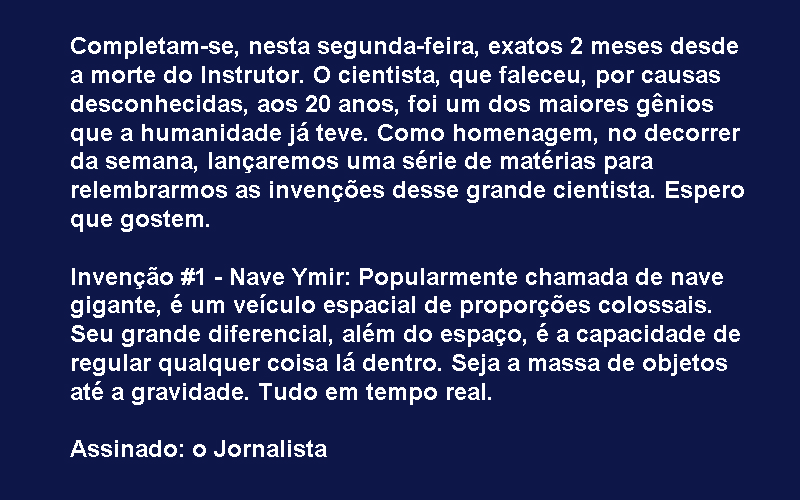 Completam-se, nesta segunda-feira, exatos 2 meses desde
a morte do Instrutor. O cientista, que faleceu, por causas
desconhecidas, aos 20 anos, foi um dos maiores gênios
que a humanidade já teve. Como homenagem, no decorrer
da semana, lançaremos uma série de matérias para
relembrarmos as invenções desse grande cientista. Espero
que gostem.
Invenção #1 - Nave Ymir: Popularmente chamada de nave
gigante, é um veículo espacial de proporções colossais.
Seu grande diferencial, além do espaço, é a capacidade de
regular qualquer coisa lá dentro. Seja a massa de objetos
até a gravidade. Tudo em tempo real.
Assinado: o Jornalista